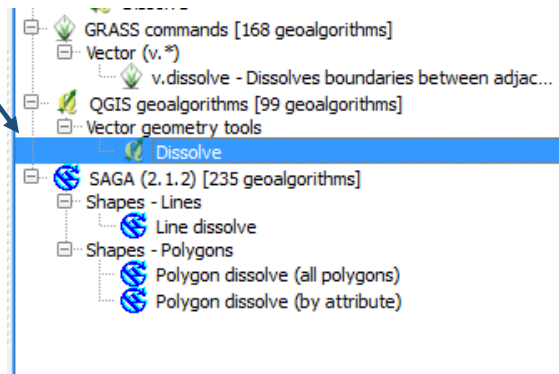 Dissolve
GRASS commands [168 geoalgorithms]
Vector (v.*)
v.dissolve - Dissolves boundaries between adjac...
QGIS geoalgorithms [99 geoalgorithms]
Vector geometry tools
Dissolve
SAGA (2.1.2) [235 geoalgorithms]
Shapes - Lines
Line dissolve
Shapes - Polygons
Polygon dissolve (all polygons)
Polygon dissolve (by attribute)